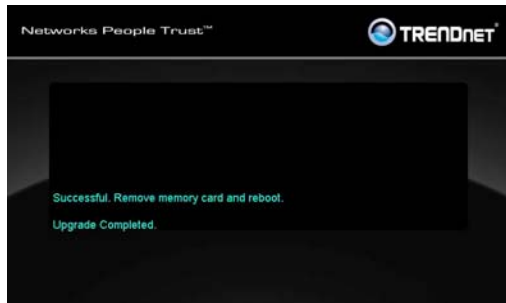 Networks People Trust™
TRENDNET®
Successful. Remove memory card and reboot.
Upgrade Completed.